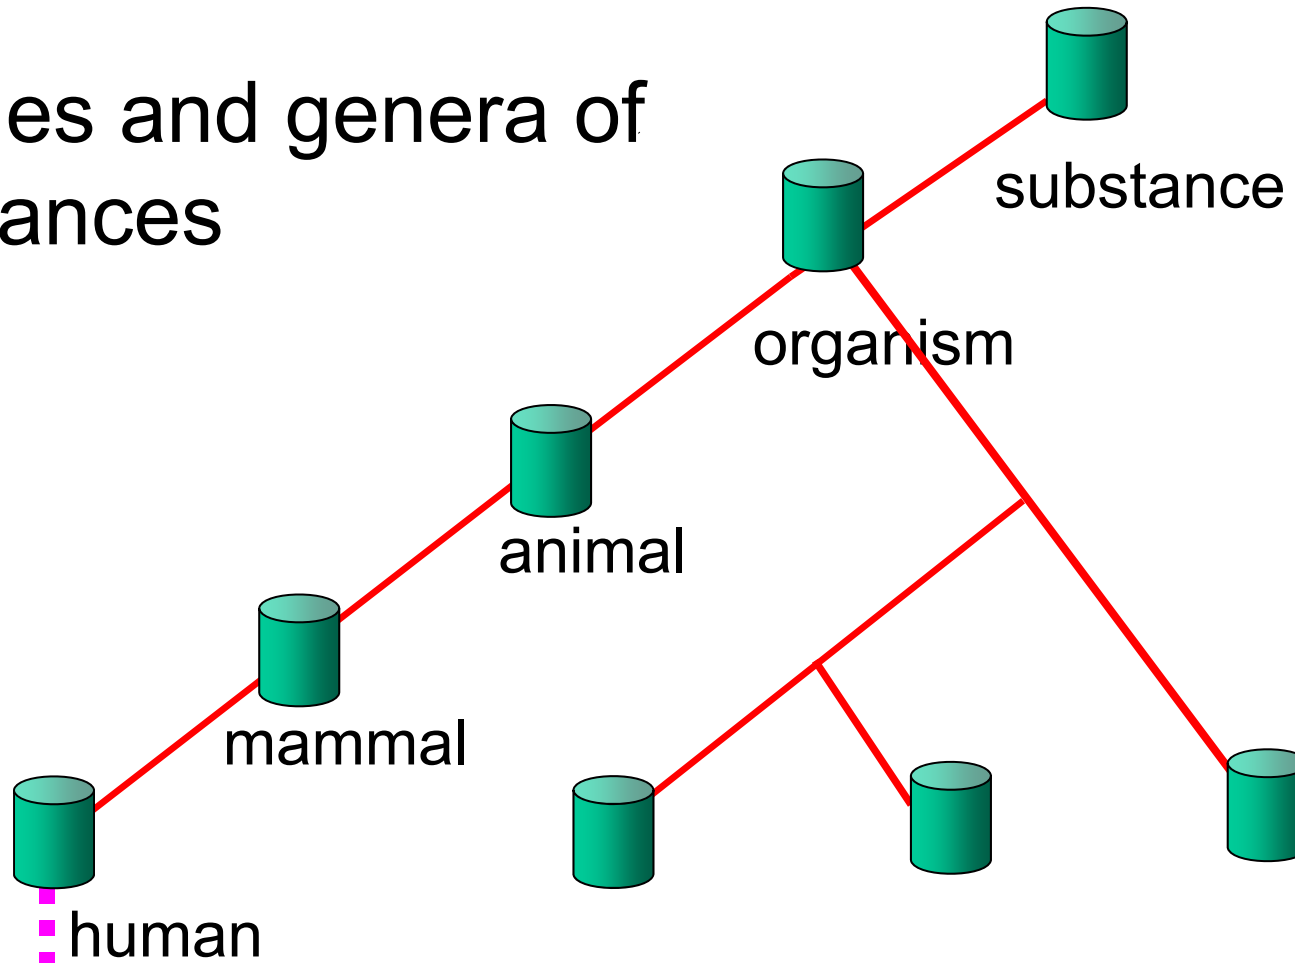 es and genera of
ances
substance
organism
animal
mammal
human